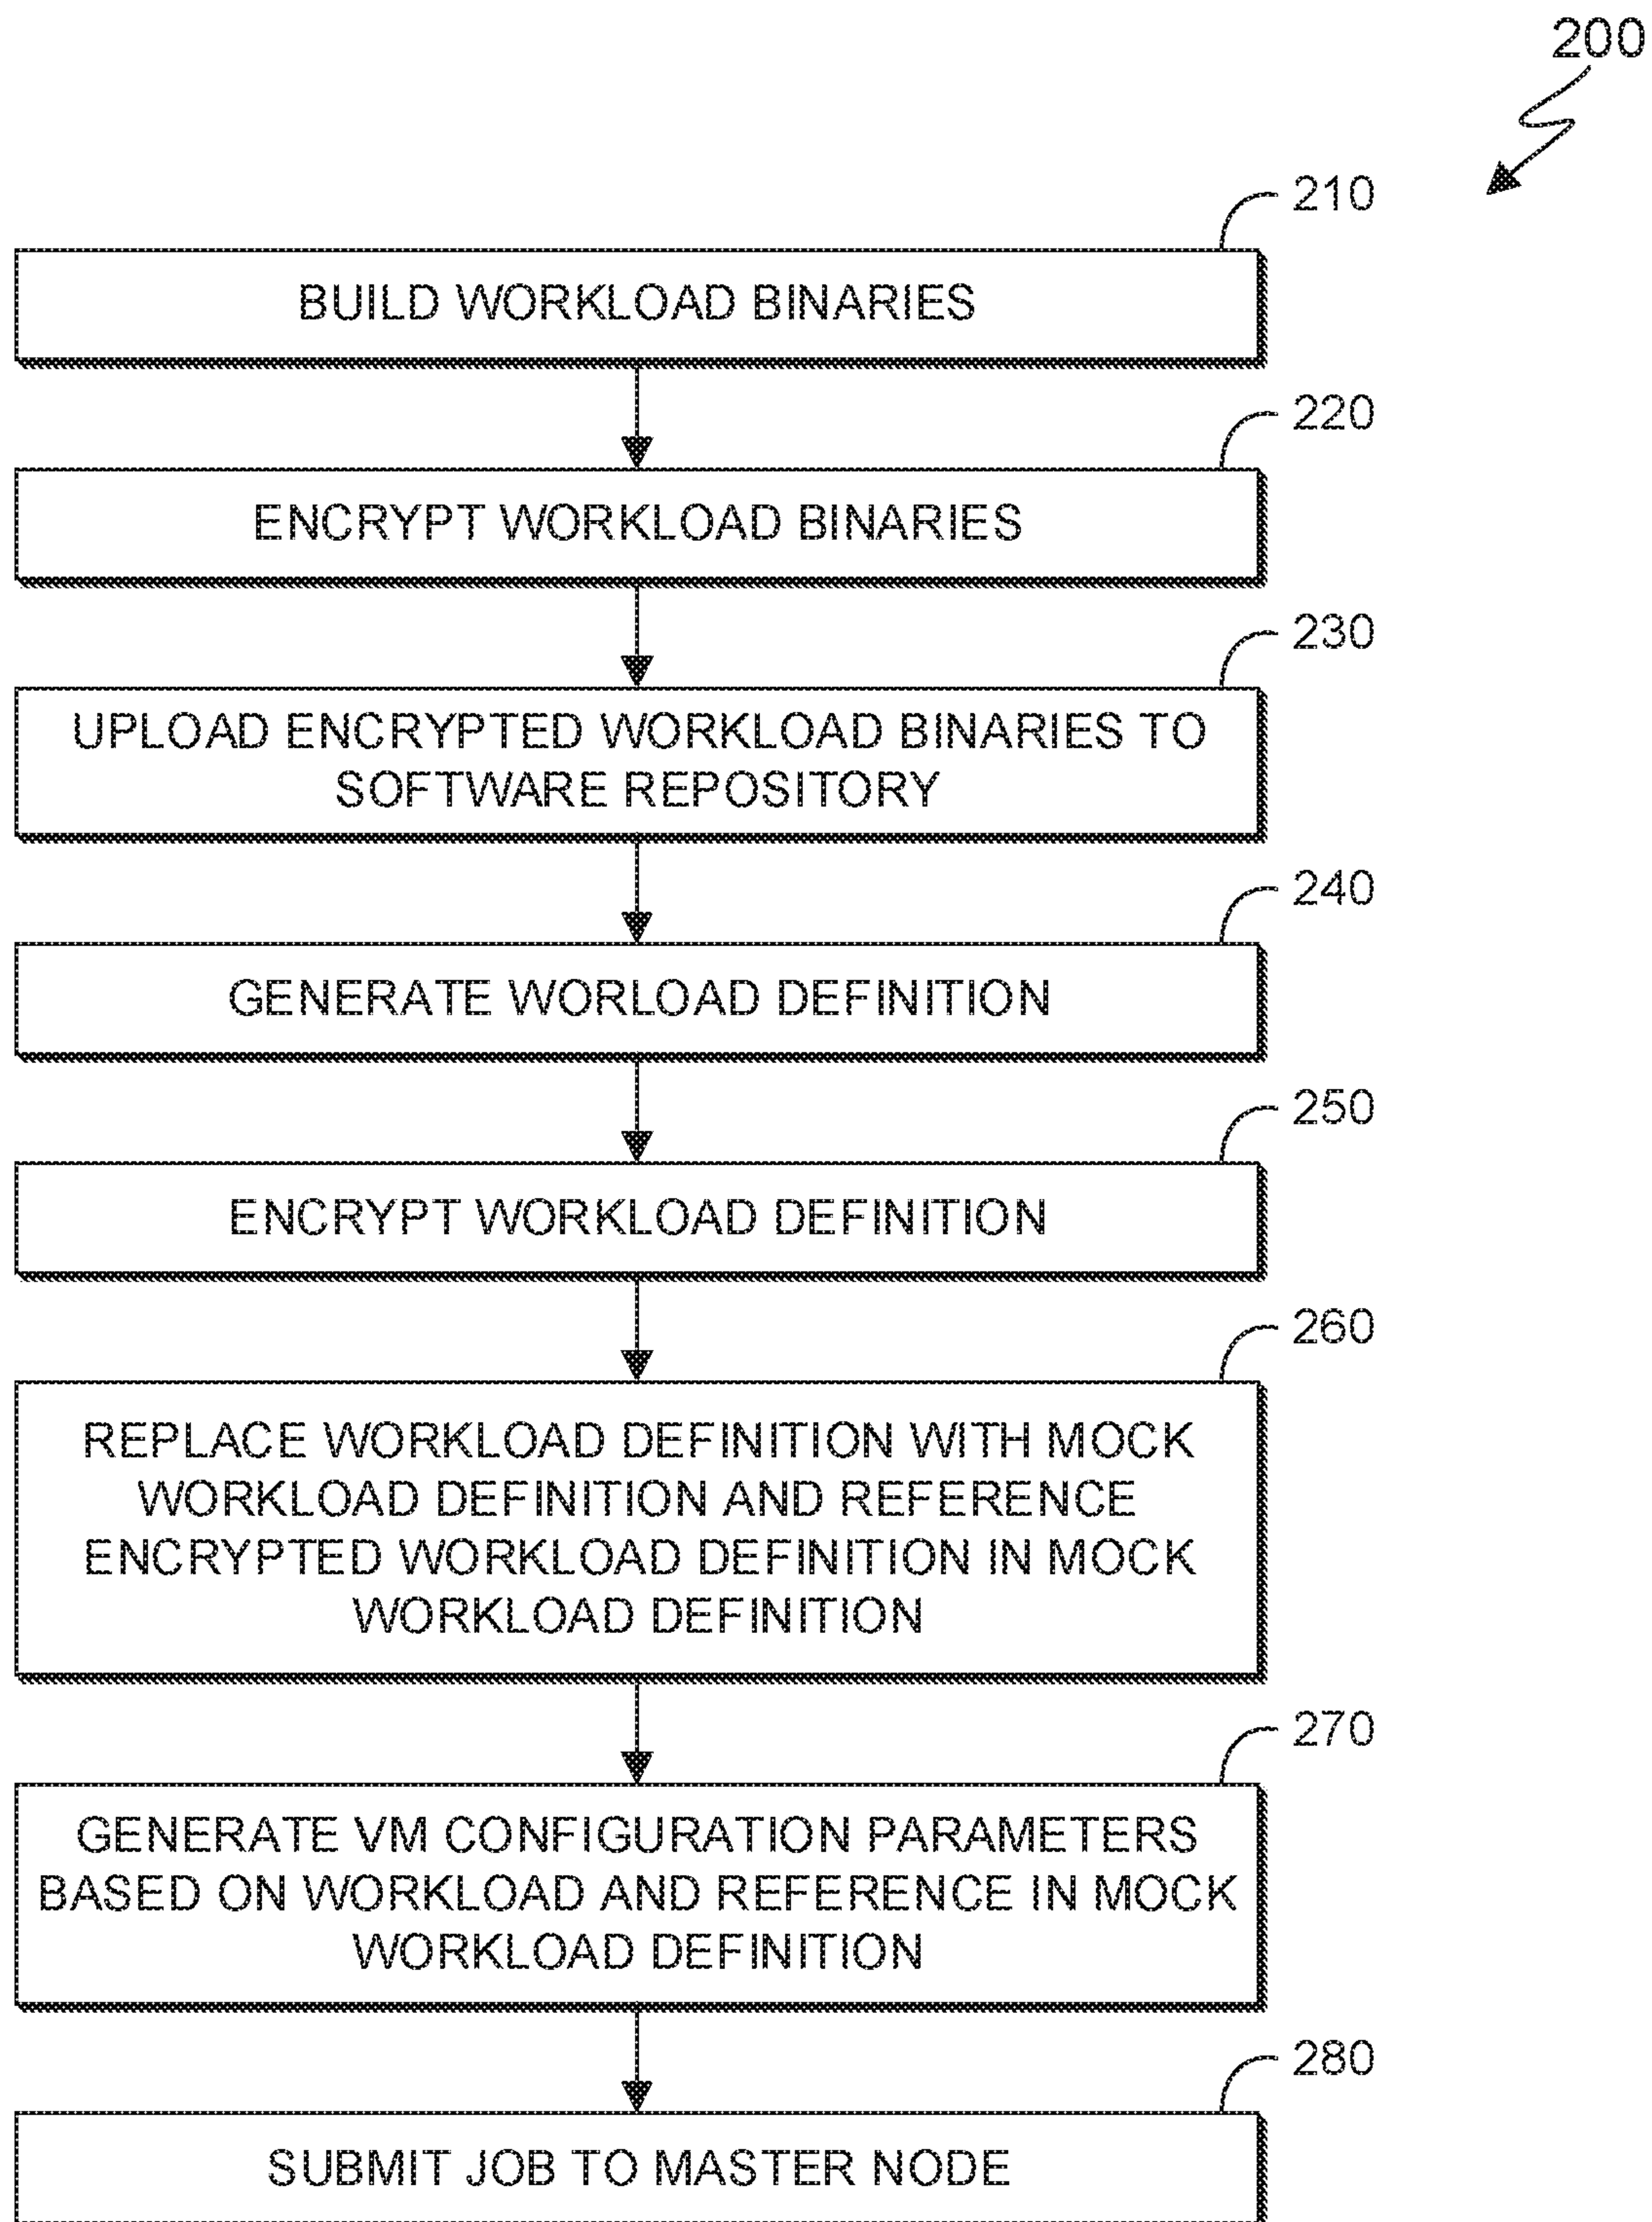 200
210
BUILD WORKLOAD BINARIES
220
ENCRYPT WORKLOAD BINARIES
230
UPLOAD ENCRYPTED WORKLOAD BINARIES TO
SOFTWARE REPOSITORY
240
GENERATE WORLOAD DEFINITION
250
ENCRYPT WORKLOAD DEFINITION
260
REPLACE WORKLOAD DEFINITION WITH MOCK
WORKLOAD DEFINITION AND REFERENCE
ENCRYPTED WORKLOAD DEFINITION IN MOCK
WORKLOAD DEFINITION
270
GENERATE VM CONFIGURATION PARAMETERS
BASED ON WORKLOAD AND REFERENCE IN MOCK
WORKLOAD DEFINITION
280
SUBMIT JOB TO MASTER NODE